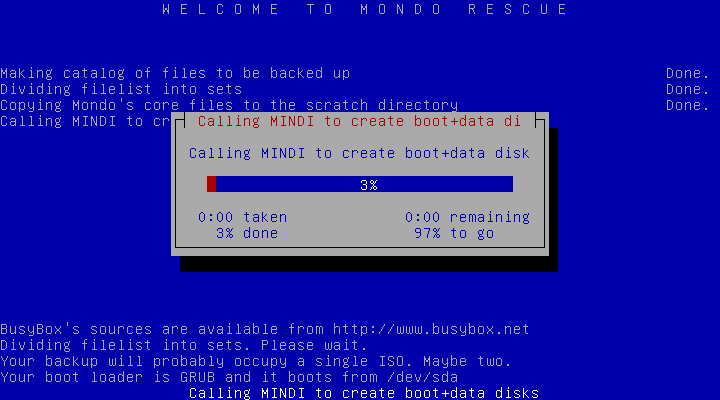 WELCOME TO MONDO RESCUE
Making catalog of files to be backed up Done.
Dividing filelist into sets Done.
Copying Mondo's core files to the scratch directory Done.
Calling MINDI to cr
Calling MINDI to create boot+data di
Calling MINDI to create boot+data disk
3%
0:00 taken 0:00 remaining
3% done 97% to go
BusyBox's sources are available from http://www.busybox.net
Dividing filelist into sets. Please wait.
Your backup will probably occupy a single ISO. Maybe two.
Your boot loader is GRUB and it boots from /dev/sda
Calling MINDI to create boot+data disks